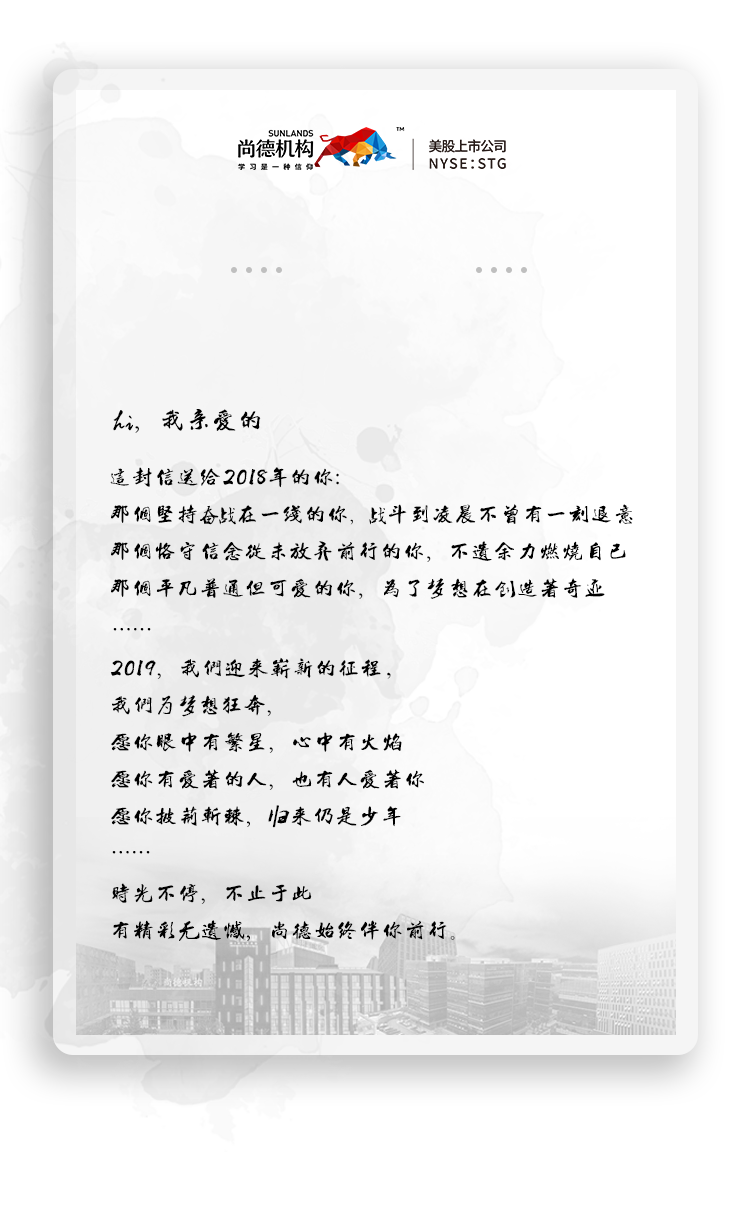 SUNLANDS
尚德机构
学习是一种信仰
TM
美股上市公司
NYSE:STG
hi, 我亲爱的
這封信送给2018年的你:
那個堅持奋战在一线的你, 战斗到凌晨不曾有一刻退意
那個恪守信念從未放弃前行的你, 不遗余力燃燒自己
那個平凡普通但可爱的你, 為了梦想在创造著奇迹
......
2019, 我們迎来嶄新的征程,
我們为梦想狂奔,
愿你眼中有繁星, 心中有火焰
愿你有爱著的人, 也有人爱著你
愿你披荊斬棘, 归来仍是少年
......
時光不停, 不止于此
有精彩无遗憾, 尚德始终伴你前行。
尚德机构